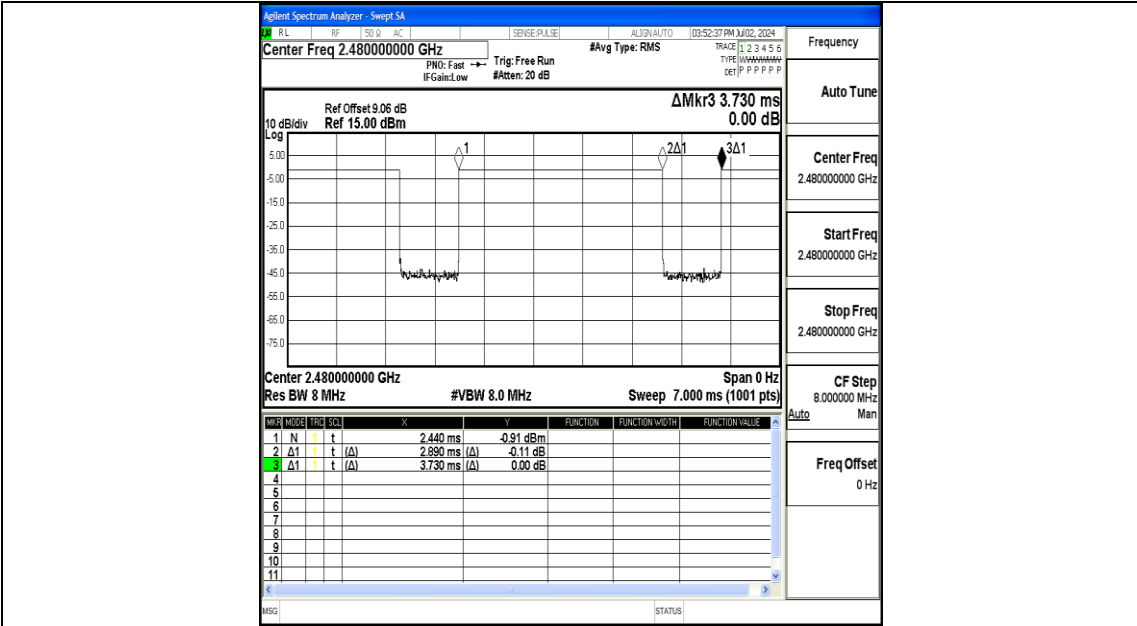 Agilent Spectrum Analyzer - Swept SA
RL RF 50 Ω AC SENSE:PULSE ALIGNAUTO 03:52:37 PM Jul 02, 2024
Center Freq 2.480000000 GHz
#Avg Type: RMS
TRACE 1 2 3 4 5 6
TYPE
DET P P P P P P
PNO: Fast
IFGain:Low
Trig: Free Run
#Atten: 20 dB
Frequency
Auto Tune
ΔMkr3 3.730 ms
0.00 dB
Ref Offset 9.06 dB
10 dB/div Ref 15.00 dBm
Log
5.00
-5.00
-15.0
-25.0
-35.0
-45.0
-55.0
-65.0
-75.0
1
2Δ1
3Δ1
Center Freq
2.480000000 GHz
Start Freq
2.480000000 GHz
Stop Freq
2.480000000 GHz
CF Step
8.000000 MHz
Auto Man
Freq Offset
0 Hz
Center 2.480000000 GHz Span 0 Hz
Res BW 8 MHz #VBW 8.0 MHz Sweep 7.000 ms (1001 pts)
MKR MODE TRC SCL X Y FUNCTION FUNCTION WIDTH FUNCTION VALUE
1 N 1 t 2.440 ms -0.91 dBm
2 Δ1 1 t (Δ) 2.890 ms (Δ) -0.11 dB
3 Δ1 1 t (Δ) 3.730 ms (Δ) 0.00 dB
4
5
6
7
8
9
10
11
MSG STATUS